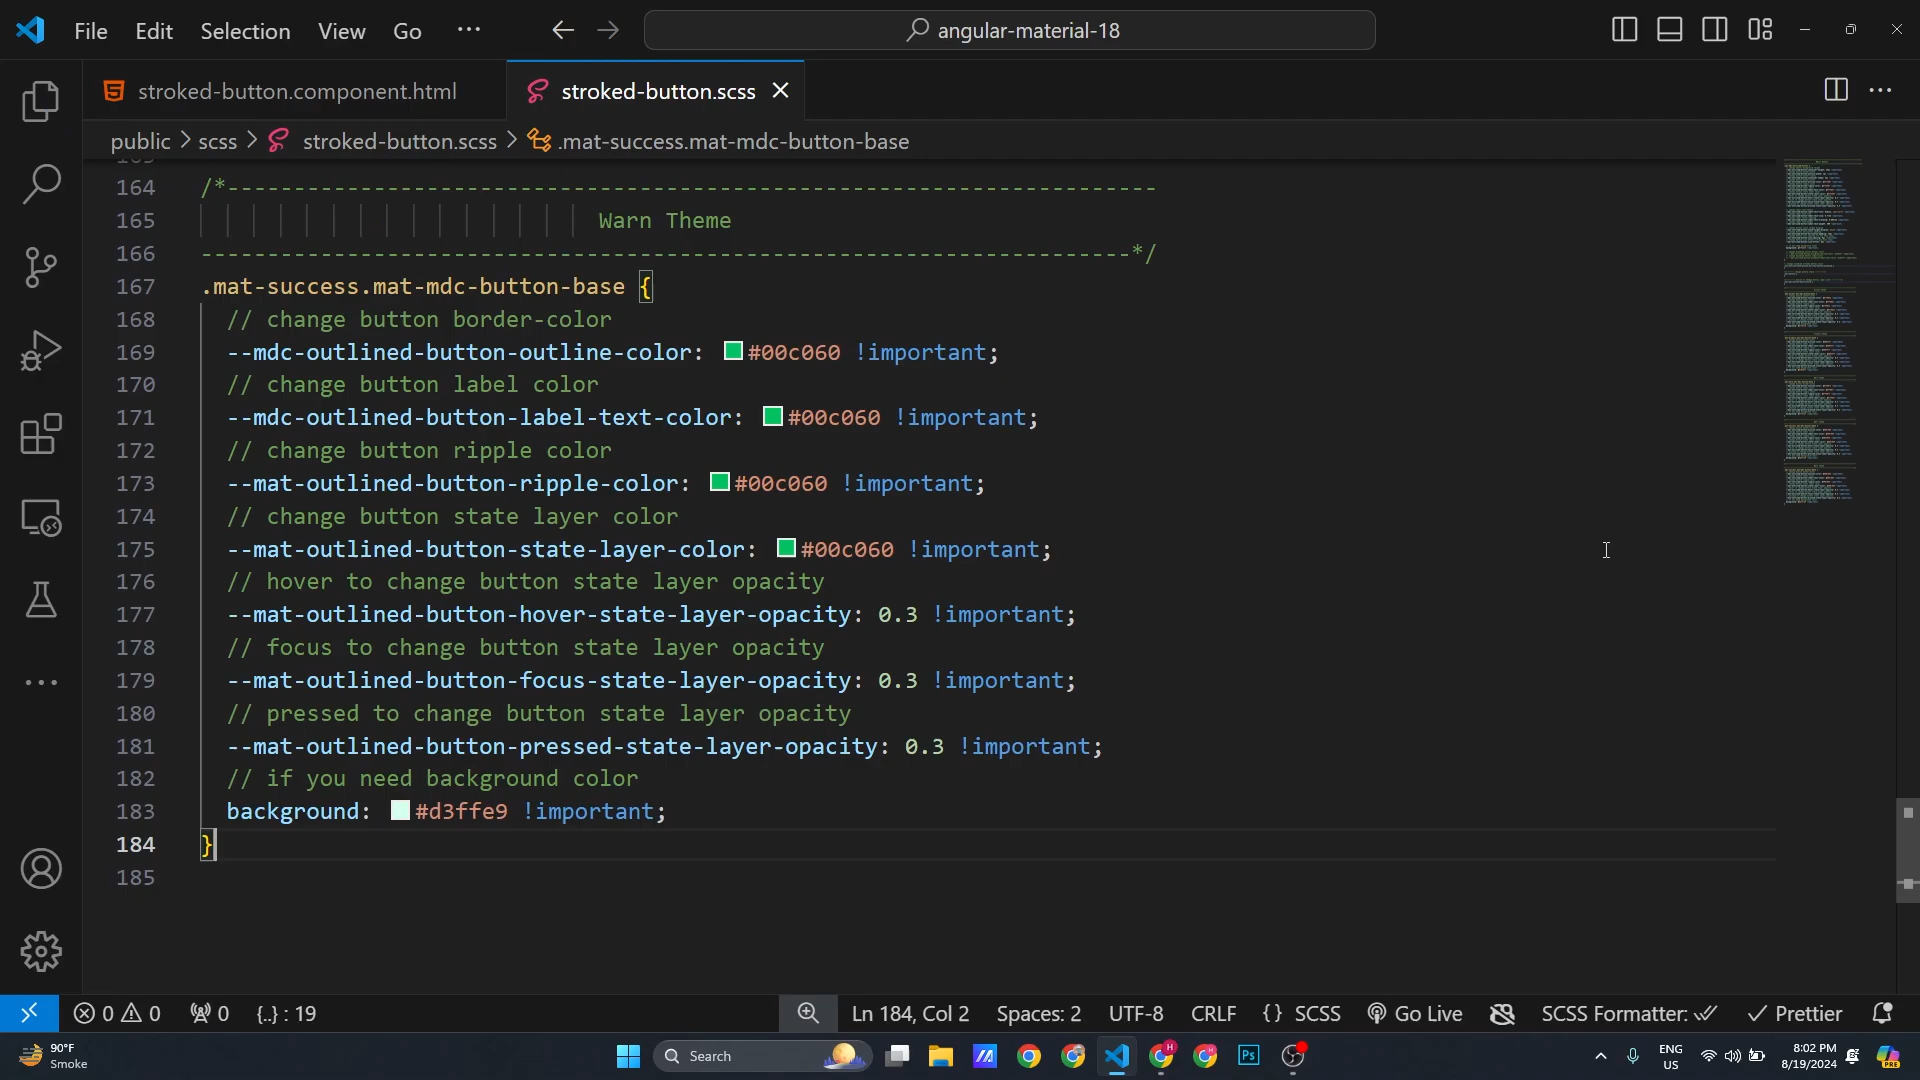 File Edit Selection View Go ··· angular-material-18
stroked-button.component.html stroked-button.scss
public > scss > stroked-button.scss > .mat-success.mat-mdc-button-base
164 /*----------------------------------------------------------------------
165 Warn Theme
166 ----------------------------------------------------------------------*/
167 .mat-success.mat-mdc-button-base {
168 // change button border-color
169 --mdc-outlined-button-outline-color: #00c060 !important;
170 // change button label color
171 --mdc-outlined-button-label-text-color: #00c060 !important;
172 // change button ripple color
173 --mat-outlined-button-ripple-color: #00c060 !important;
174 // change button state layer color
175 --mat-outlined-button-state-layer-color: #00c060 !important;
176 // hover to change button state layer opacity
177 --mat-outlined-button-hover-state-layer-opacity: 0.3 !important;
178 // focus to change button state layer opacity
179 --mat-outlined-button-focus-state-layer-opacity: 0.3 !important;
180 // pressed to change button state layer opacity
181 --mat-outlined-button-pressed-state-layer-opacity: 0.3 !important;
182 // if you need background color
183 background: #d3ffe9 !important;
184 }
185
0 0 0 {..} : 19 Ln 184, Col 2 Spaces: 2 UTF-8 CRLF {} SCSS Go Live SCSS Formatter: Prettier
90°F
Smoke
Search
Ps
ENG
US
8:02 PM
8/19/2024